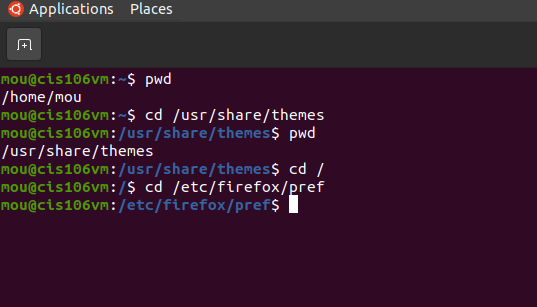 Applications Places
mou@cis106vm:~$ pwd
/home/mou
mou@cis106vm:~$ cd /usr/share/themes
mou@cis106vm:/usr/share/themes$ pwd
/usr/share/themes
mou@cis106vm:/usr/share/themes$ cd /
mou@cis106vm:/$ cd /etc/firefox/pref
mou@cis106vm:/etc/firefox/pref$